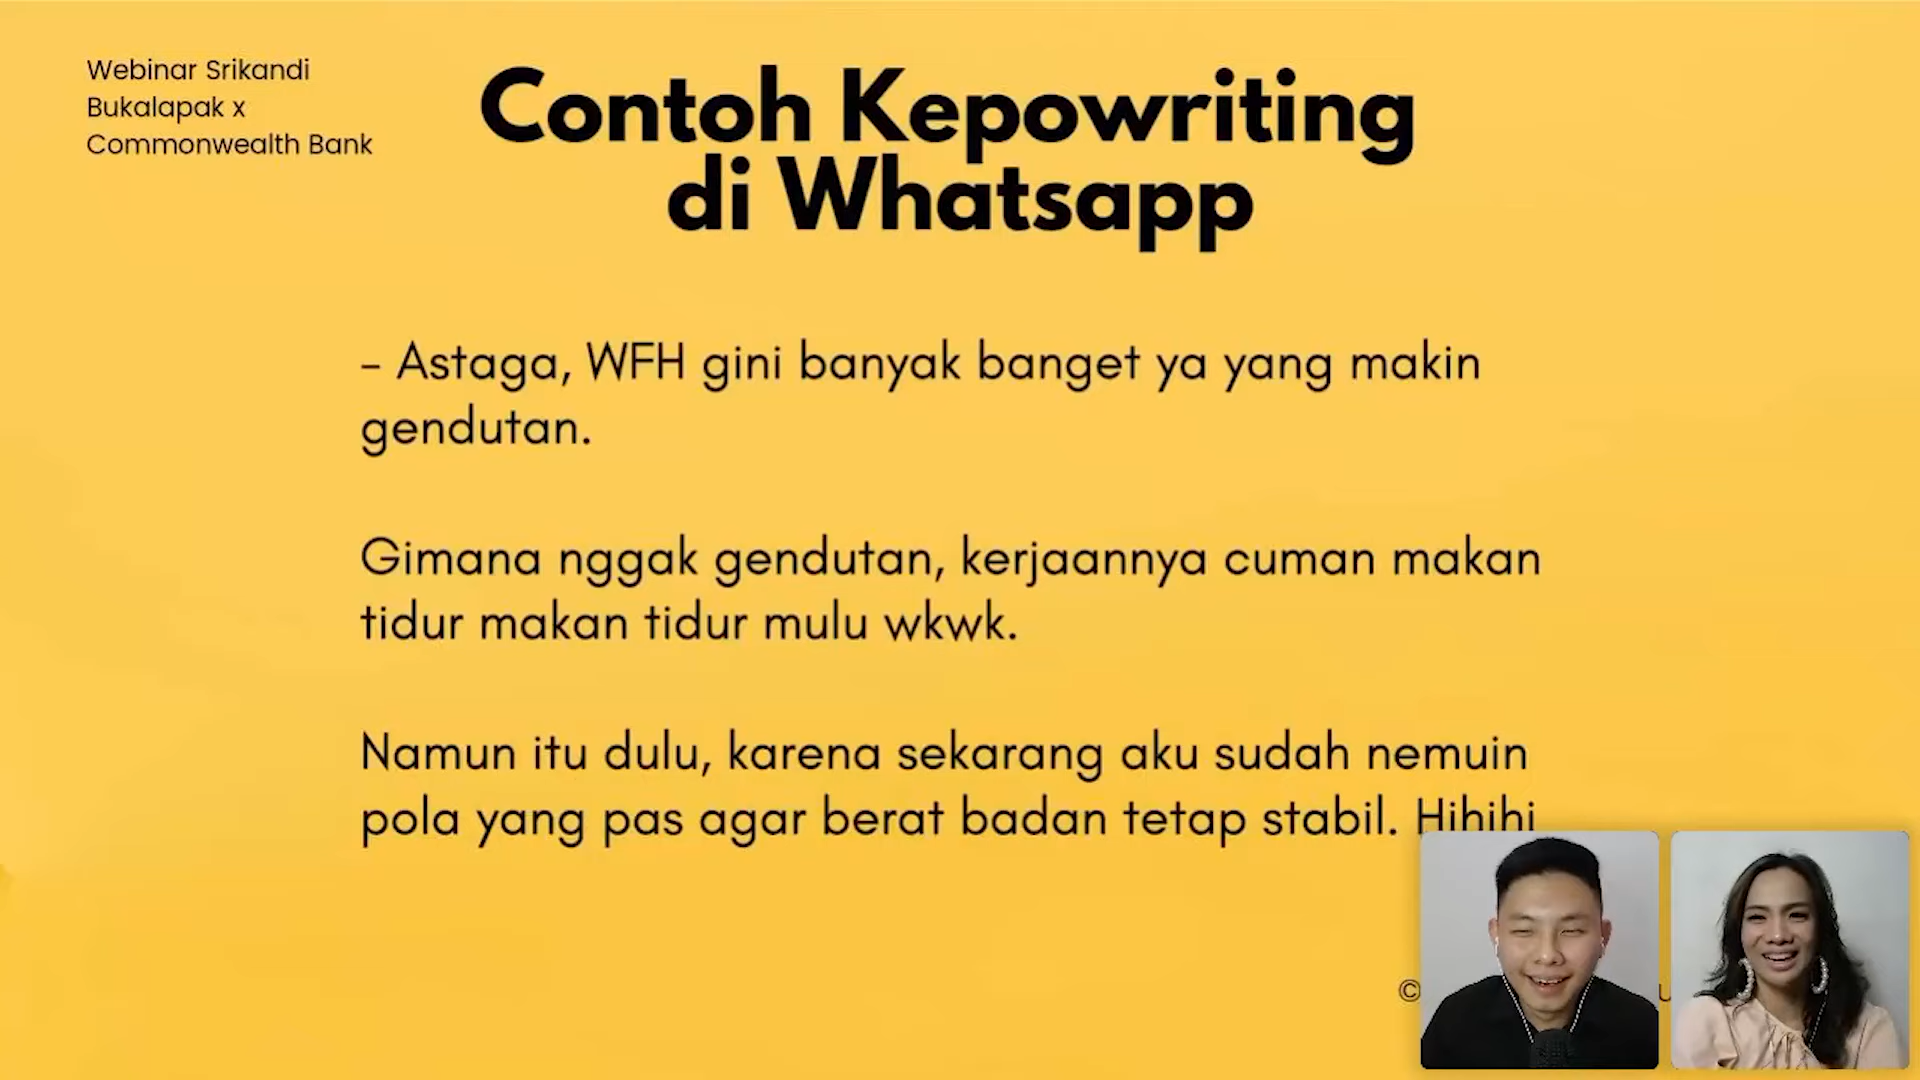 Webinar Srikandi
Bukalapak x
Commonwealth Bank
Contoh Kepowriting
di Whatsapp
- Astaga, WFH gini banyak banget ya yang makin
gendutan.
Gimana nggak gendutan, kerjaannya cuman makan
tidur makan tidur mulu wkwk.
Namun itu dulu, karena sekarang aku sudah nemuin
pola yang pas agar berat badan tetap stabil. Hihihi
©